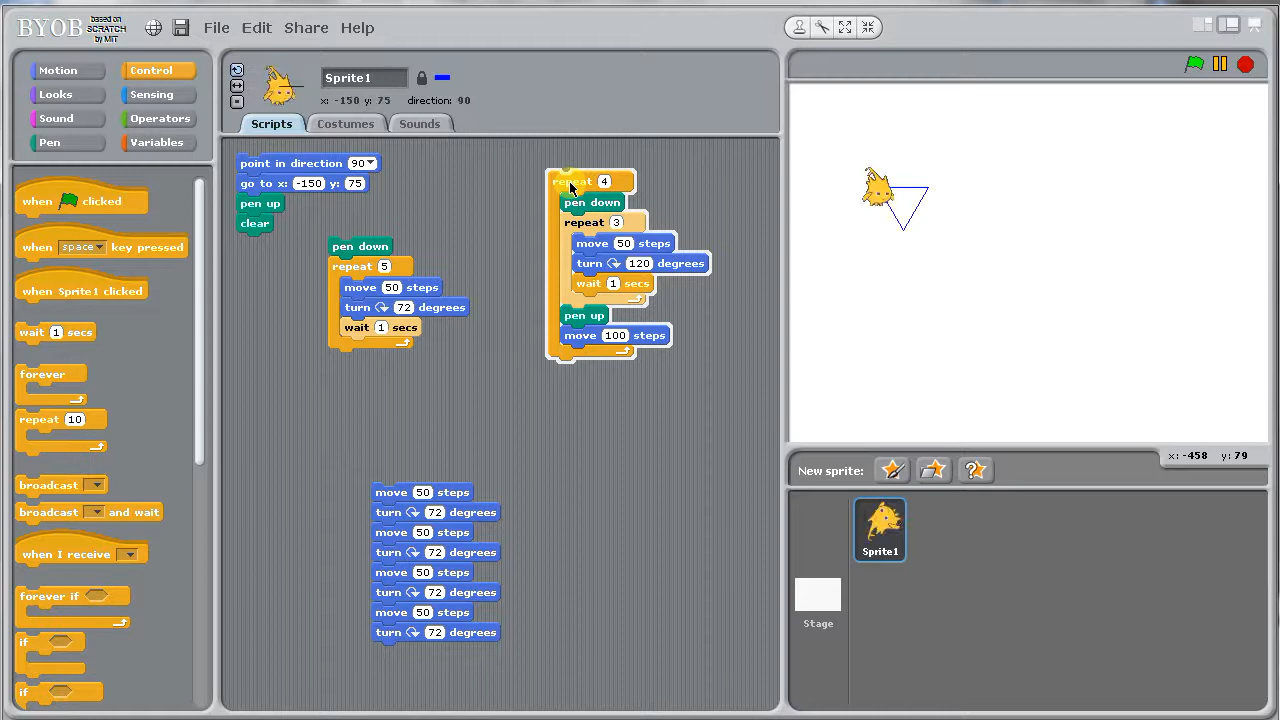 BYOB based on SCRATCH by MIT File Edit Share Help
Motion Control
Looks Sensing
Sound Operators
Pen Variables
when clicked
when space key pressed
when Sprite1 clicked
wait 1 secs
forever
repeat 10
broadcast
broadcast and wait
when I receive
forever if
if
if
Sprite1
x: -150 y: 75 direction: 90
Scripts Costumes Sounds
point in direction 90
go to x: -150 y: 75
pen up
clear
pen down
repeat 5
move 50 steps
turn 72 degrees
wait 1 secs
repeat 4
pen down
repeat 3
move 50 steps
turn 120 degrees
wait 1 secs
pen up
move 100 steps
move 50 steps
turn 72 degrees
move 50 steps
turn 72 degrees
move 50 steps
turn 72 degrees
move 50 steps
turn 72 degrees
x: -458 y: 79
New sprite:
Sprite1
Stage